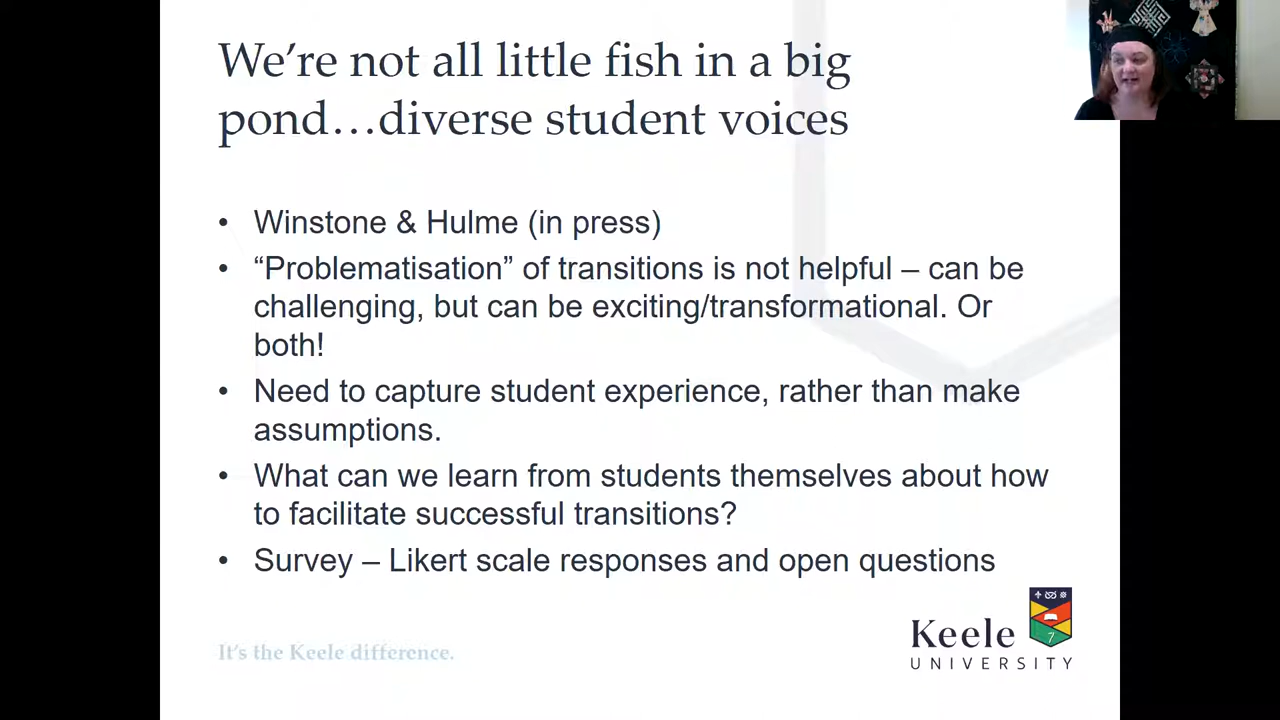 We're not all little fish in a big
pond…diverse student voices
• Winstone & Hulme (in press)
• “Problematisation” of transitions is not helpful – can be
challenging, but can be exciting/transformational. Or
both!
• Need to capture student experience, rather than make
assumptions.
• What can we learn from students themselves about how
to facilitate successful transitions?
• Survey – Likert scale responses and open questions
It's the Keele difference.
Keele
UNIVERSITY
7